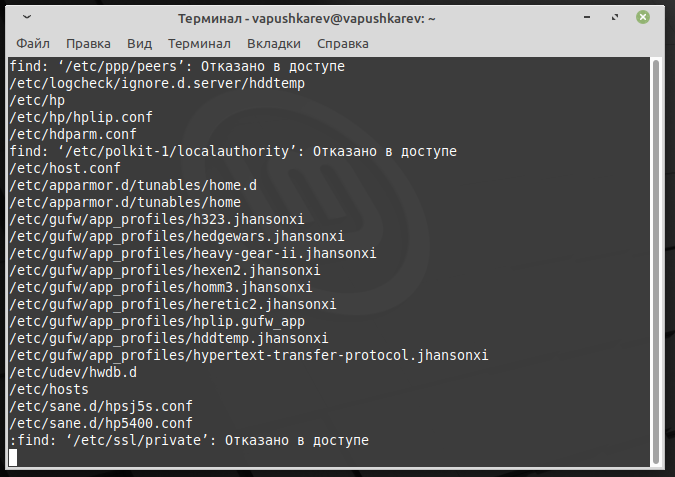 Терминал - vapushkarev@vapushkarev: ~
Файл Правка Вид Терминал Вкладки Справка
find: ‘/etc/ppp/peers’: Отказано в доступе
/etc/logcheck/ignore.d.server/hddtemp
/etc/hp
/etc/hp/hplip.conf
/etc/hdparm.conf
find: ‘/etc/polkit-1/localauthority’: Отказано в доступе
/etc/host.conf
/etc/apparmor.d/tunables/home.d
/etc/apparmor.d/tunables/home
/etc/gufw/app_profiles/h323.jhansonxi
/etc/gufw/app_profiles/hedgewars.jhansonxi
/etc/gufw/app_profiles/heavy-gear-ii.jhansonxi
/etc/gufw/app_profiles/hexen2.jhansonxi
/etc/gufw/app_profiles/homm3.jhansonxi
/etc/gufw/app_profiles/heretic2.jhansonxi
/etc/gufw/app_profiles/hplip.gufw_app
/etc/gufw/app_profiles/hddtemp.jhansonxi
/etc/gufw/app_profiles/hypertext-transfer-protocol.jhansonxi
/etc/udev/hwdb.d
/etc/hosts
/etc/sane.d/hpsj5s.conf
/etc/sane.d/hp5400.conf
:find: ‘/etc/ssl/private’: Отказано в доступе